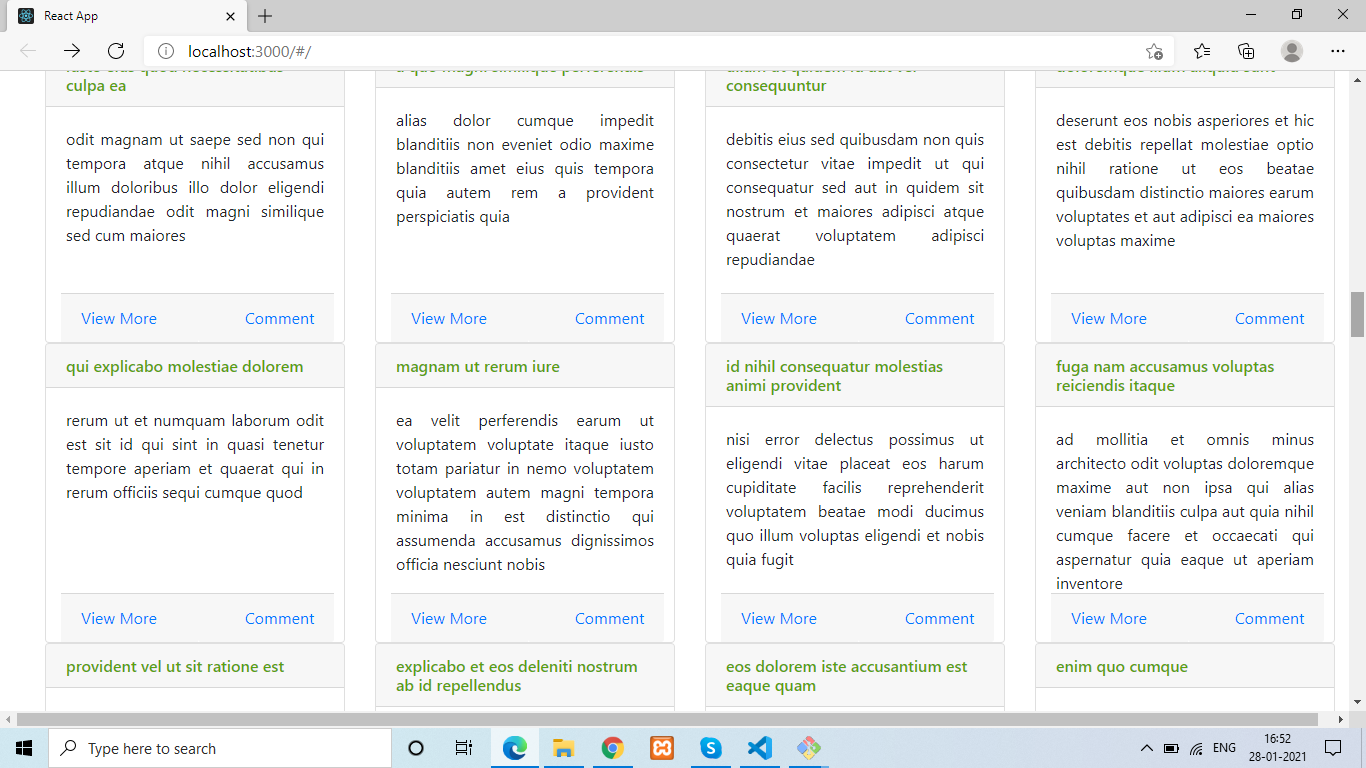 React App
localhost:3000/#/
culpa ea
consequuntur
odit magnam ut saepe sed non qui
tempora atque nihil accusamus
illum doloribus illo dolor eligendi
repudiandae odit magni similique
sed cum maiores
View More Comment
alias dolor cumque impedit
blanditiis non eveniet odio maxime
blanditiis amet eius quis tempora
quia autem rem a provident
perspiciatis quia
View More Comment
debitis eius sed quibusdam non quis
consectetur vitae impedit ut qui
consequatur sed aut in quidem sit
nostrum et maiores adipisci atque
quaerat voluptatem adipisci
repudiandae
View More Comment
deserunt eos nobis asperiores et hic
est debitis repellat molestiae optio
nihil ratione ut eos beatae
quibusdam distinctio maiores earum
voluptates et aut adipisci ea maiores
voluptas maxime
View More Comment
qui explicabo molestiae dolorem
rerum ut et numquam laborum odit
est sit id qui sint in quasi tenetur
tempore aperiam et quaerat qui in
rerum officiis sequi cumque quod
View More Comment
magnam ut rerum iure
ea velit perferendis earum ut
voluptatem voluptate itaque iusto
totam pariatur in nemo voluptatem
voluptatem autem magni tempora
minima in est distinctio qui
assumenda accusamus dignissimos
officia nesciunt nobis
View More Comment
id nihil consequatur molestias
animi provident
nisi error delectus possimus ut
eligendi vitae placeat eos harum
cupiditate facilis reprehenderit
voluptatem beatae modi ducimus
quo illum voluptas eligendi et nobis
quia fugit
View More Comment
fuga nam accusamus voluptas
reiciendis itaque
ad mollitia et omnis minus
architecto odit voluptas doloremque
maxime aut non ipsa qui alias
veniam blanditiis culpa aut quia nihil
cumque facere et occaecati qui
aspernatur quia eaque ut aperiam
inventore
View More Comment
provident vel ut sit ratione est
explicabo et eos deleniti nostrum
ab id repellendus
eos dolorem iste accusantium est
eaque quam
enim quo cumque
Type here to search
ENG
16:52
28-01-2021